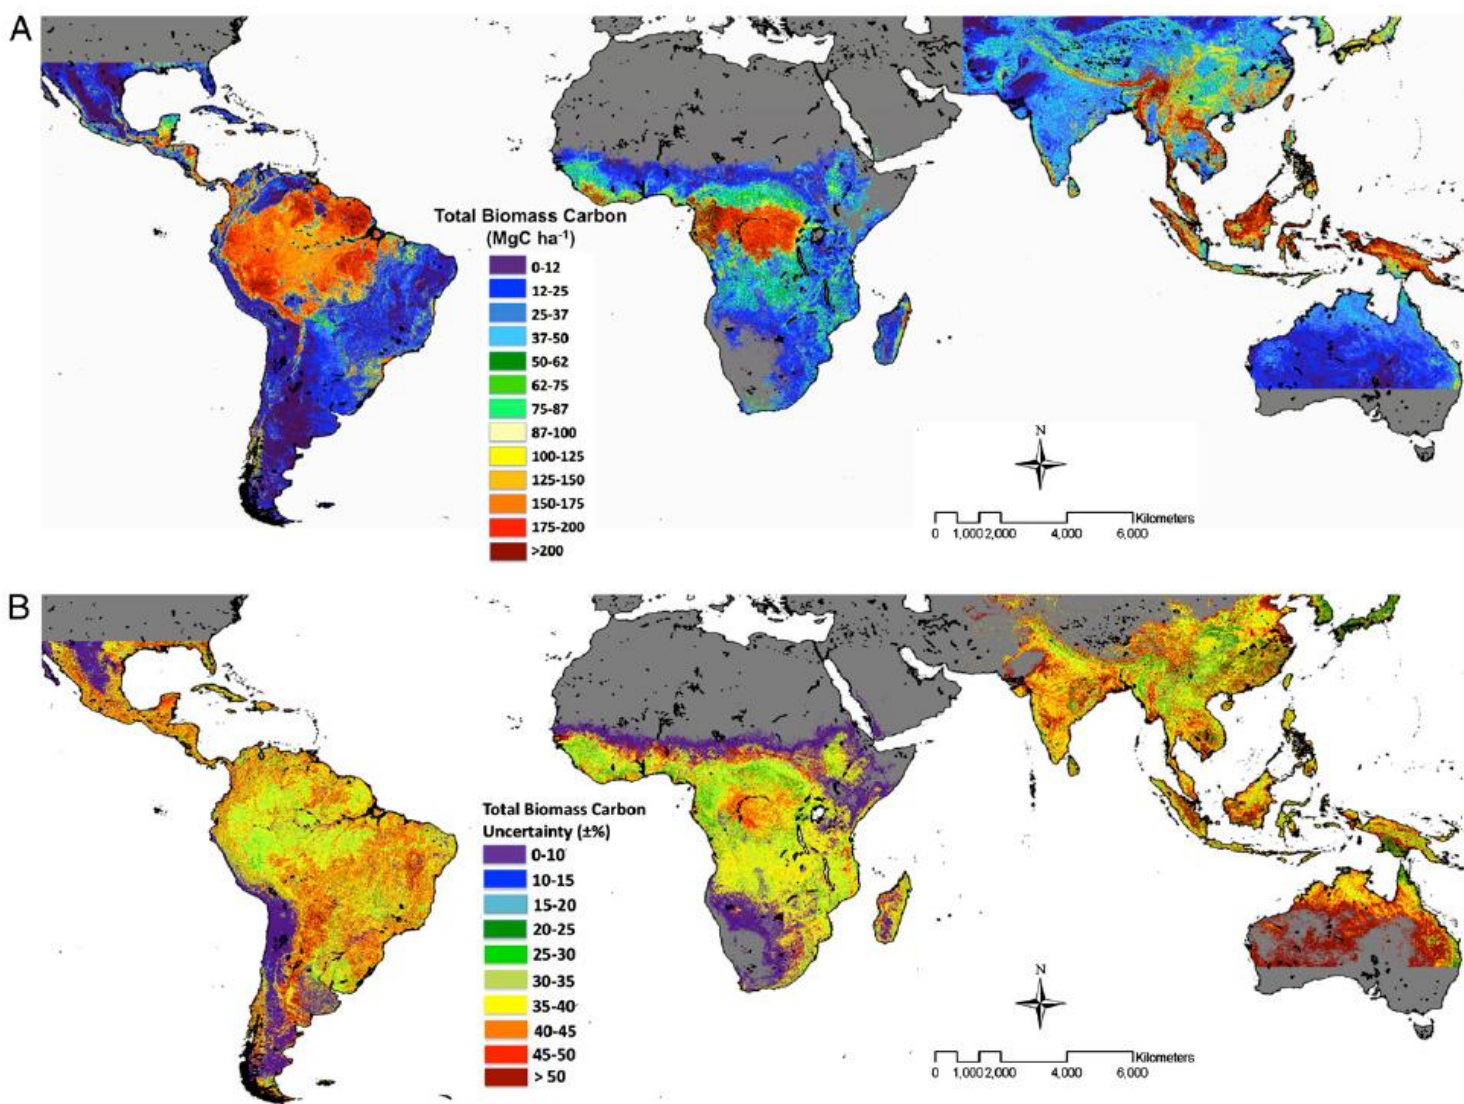 A
Total Biomass Carbon
(MgC ha⁻¹)
0-12
12-25
25-37
37-50
50-62
62-75
75-87
87-100
100-125
125-150
150-175
175-200
>200
N
Kilometers
0 1,000 2,000 4,000 6,000
B
Total Biomass Carbon
Uncertainty (±%)
0-10
10-15
15-20
20-25
25-30
30-35
35-40
40-45
45-50
> 50
N
Kilometers
0 1,000 2,000 4,000 6,000